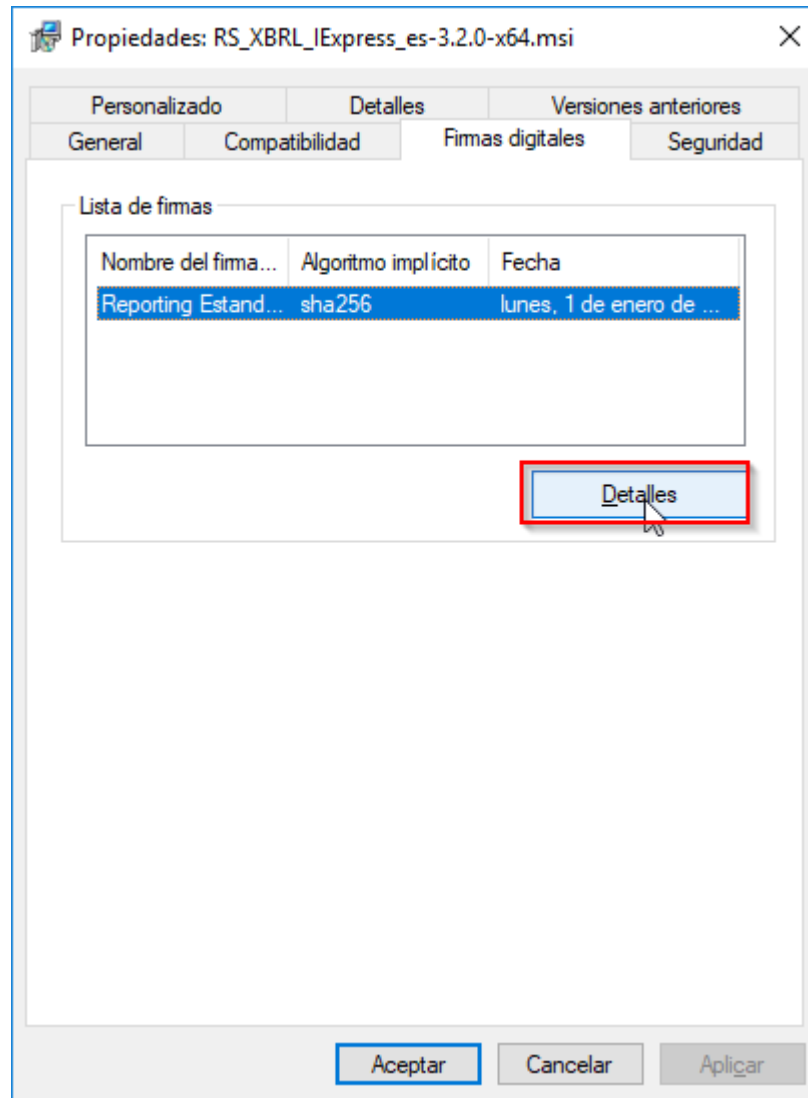 Propiedades: RS_XBRL_IExpress_es-3.2.0-x64.msi
Personalizado Detalles Versiones anteriores
General Compatibilidad Firmas digitales Seguridad
Lista de firmas
Nombre del firma... Algoritmo implícito Fecha
Reporting Estand... sha256 lunes, 1 de enero de ...
Detalles
Aceptar Cancelar Aplicar